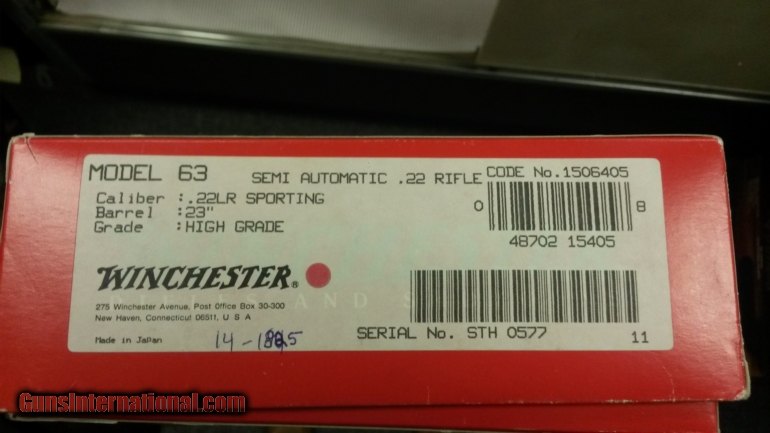 MODEL 63 SEMI AUTOMATIC .22 RIFLE CODE No.1506405
Caliber :.22LR SPORTING
Barrel :23"
Grade :HIGH GRADE
0 8
48702 15405
WINCHESTER®
AND
275 Winchester Avenue, Post Office Box 30-300
New Haven, Connecticut 06511, U S A
Made in Japan
SERIAL No. STH 0577 11
GunsInternational.com